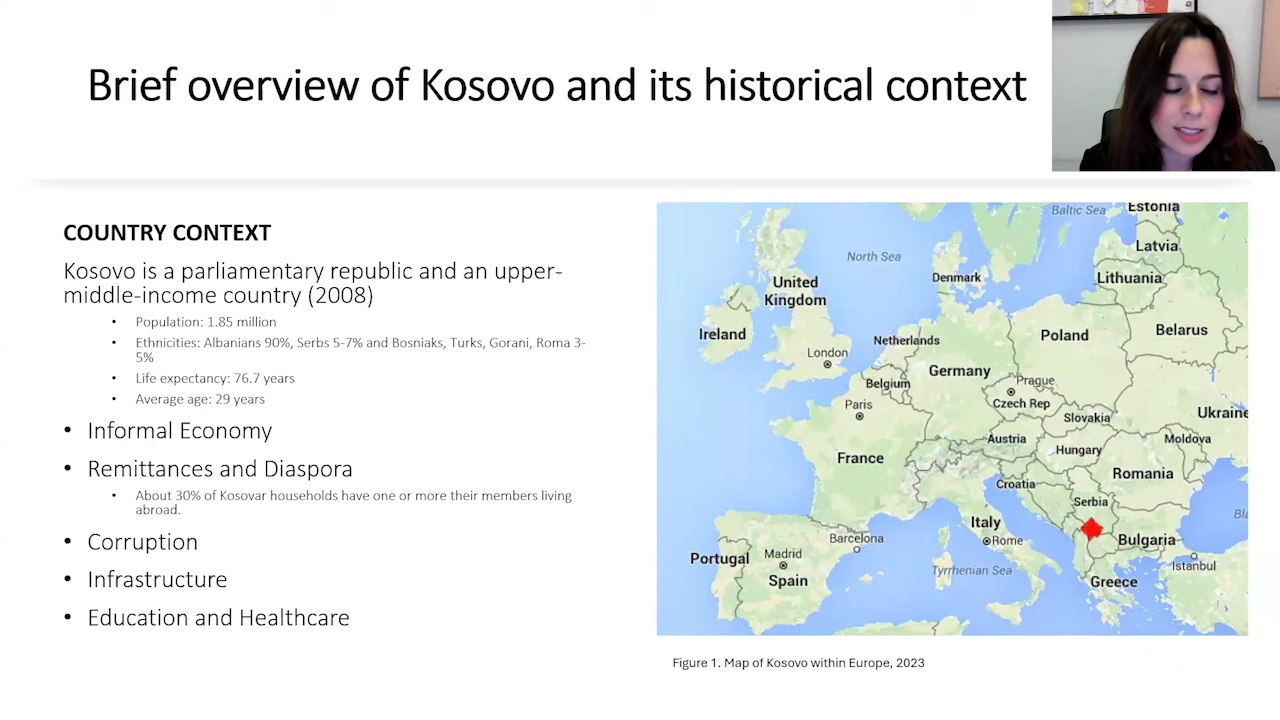 Brief overview of Kosovo and its historical context
COUNTRY CONTEXT
Kosovo is a parliamentary republic and an upper-
middle-income country (2008)
• Population: 1.85 million
• Ethnicities: Albanians 90%, Serbs 5-7% and Bosniaks, Turks, Gorani, Roma 3-
5%
• Life expectancy: 76.7 years
• Average age: 29 years
• Informal Economy
• Remittances and Diaspora
• About 30% of Kosovar households have one or more their members living
abroad.
• Corruption
• Infrastructure
• Education and Healthcare
Baltic Sea
Estonia
Latvia
North Sea
Denmark
Lithuania
United
Kingdom
Ireland
Netherlands
Poland
Belarus
London
Germany
Belgium
Prague
Paris
Czech Rep
Slovakia
Ukraine
Austria
Moldova
France
Hungary
Romania
Croatia
Serbia
Italy
Barcelona
Rome
Bulgaria
Portugal
Madrid
Spain
Tyrrhenian Sea
Istanbul
Greece
Figure 1. Map of Kosovo within Europe, 2023